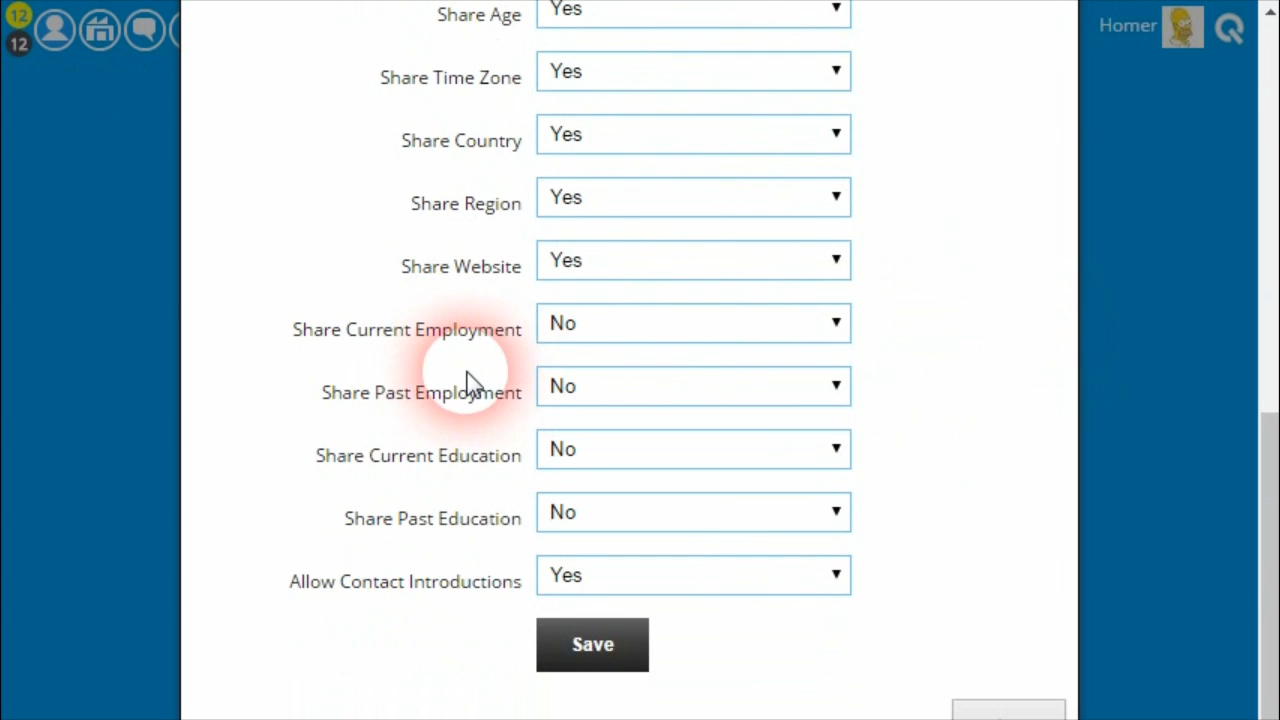 12
12
Homer
Share Age Yes
Share Time Zone Yes
Share Country Yes
Share Region Yes
Share Website Yes
Share Current Employment No
Share Past Employment No
Share Current Education No
Share Past Education No
Allow Contact Introductions Yes
Save